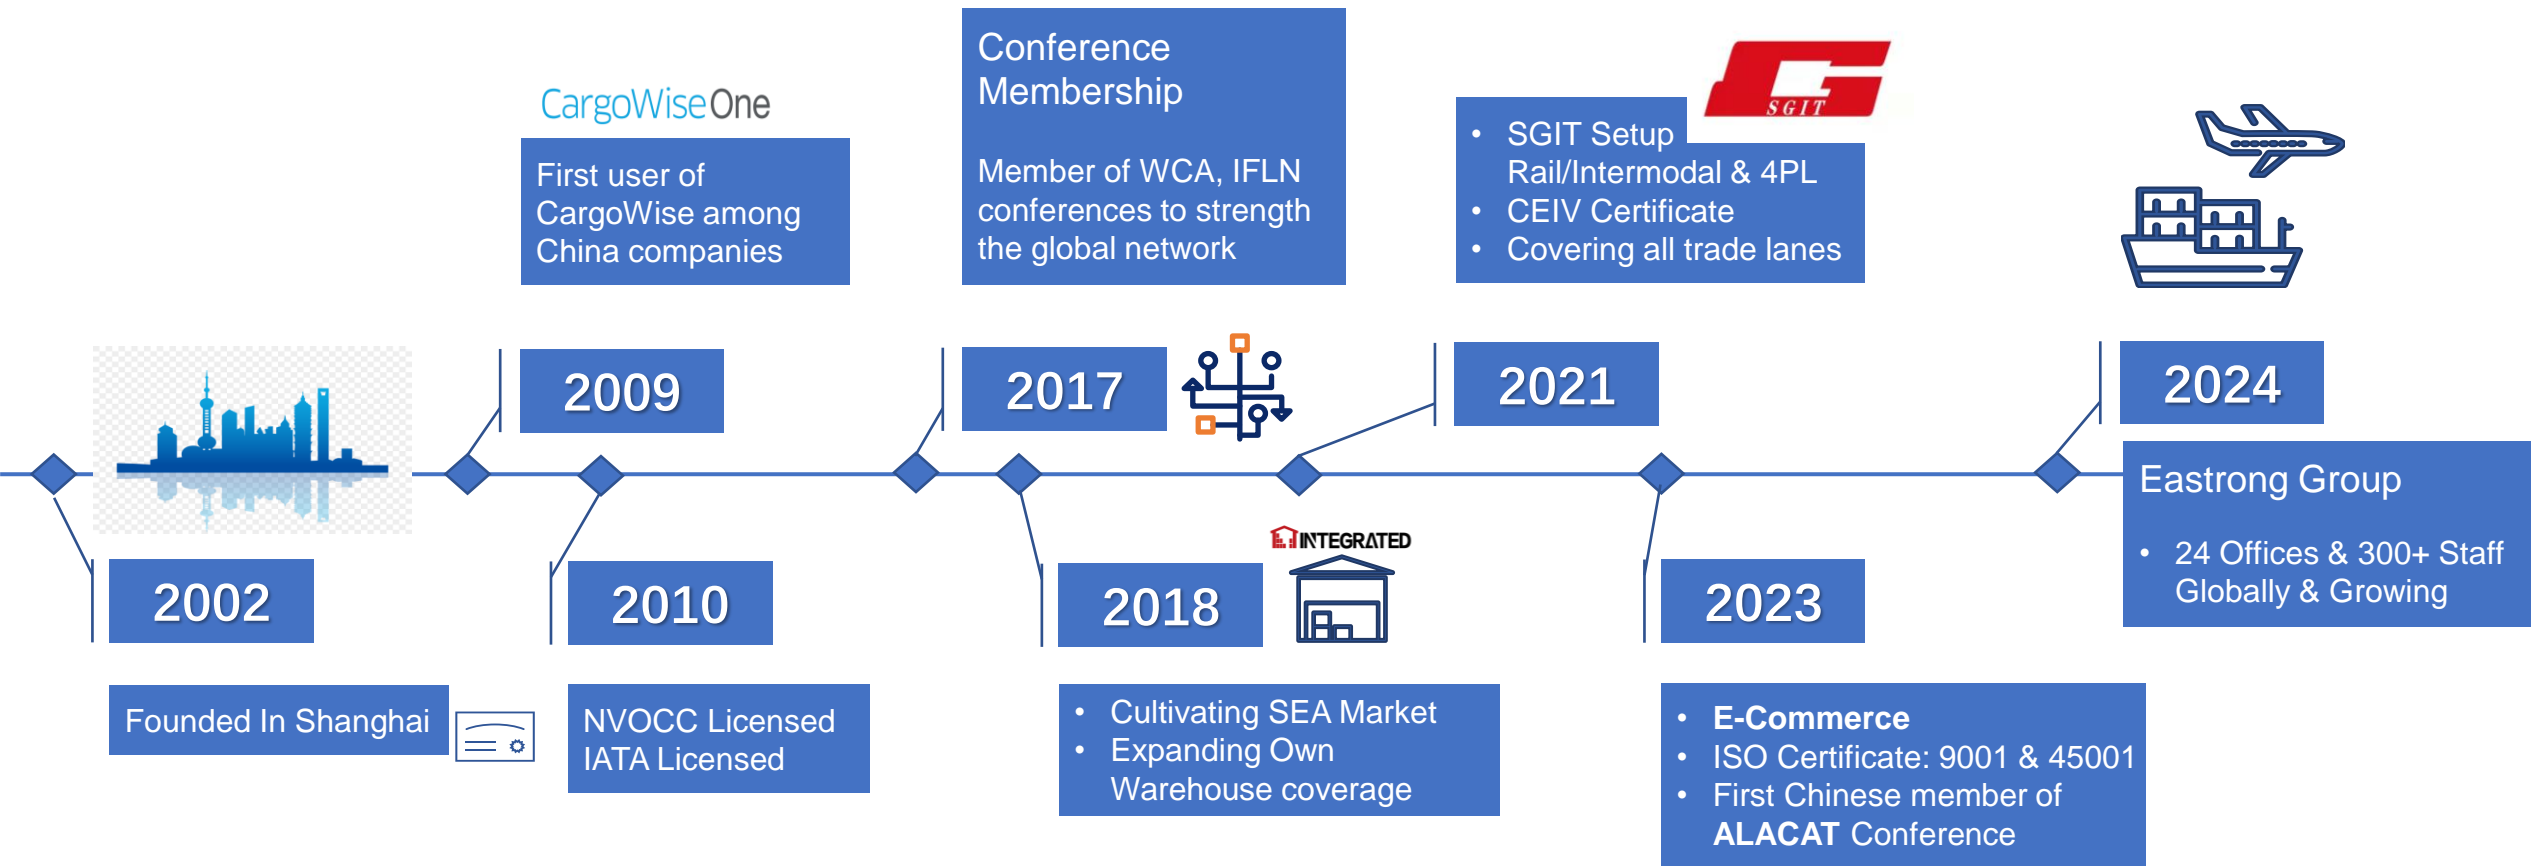 CargoWiseOne
First user of
CargoWise among
China companies
2009
Conference
Membership
Member of WCA, IFLN
conferences to strength
the global network
2017
SGIT
• SGIT Setup
Rail/Intermodal & 4PL
• CEIV Certificate
• Covering all trade lanes
2021
2024
Eastrong Group
• 24 Offices & 300+ Staff
Globally & Growing
2002
Founded In Shanghai
2010
NVOCC Licensed
IATA Licensed
INTEGRATED
2018
• Cultivating SEA Market
• Expanding Own
Warehouse coverage
2023
• E-Commerce
• ISO Certificate: 9001 & 45001
• First Chinese member of
ALACAT Conference